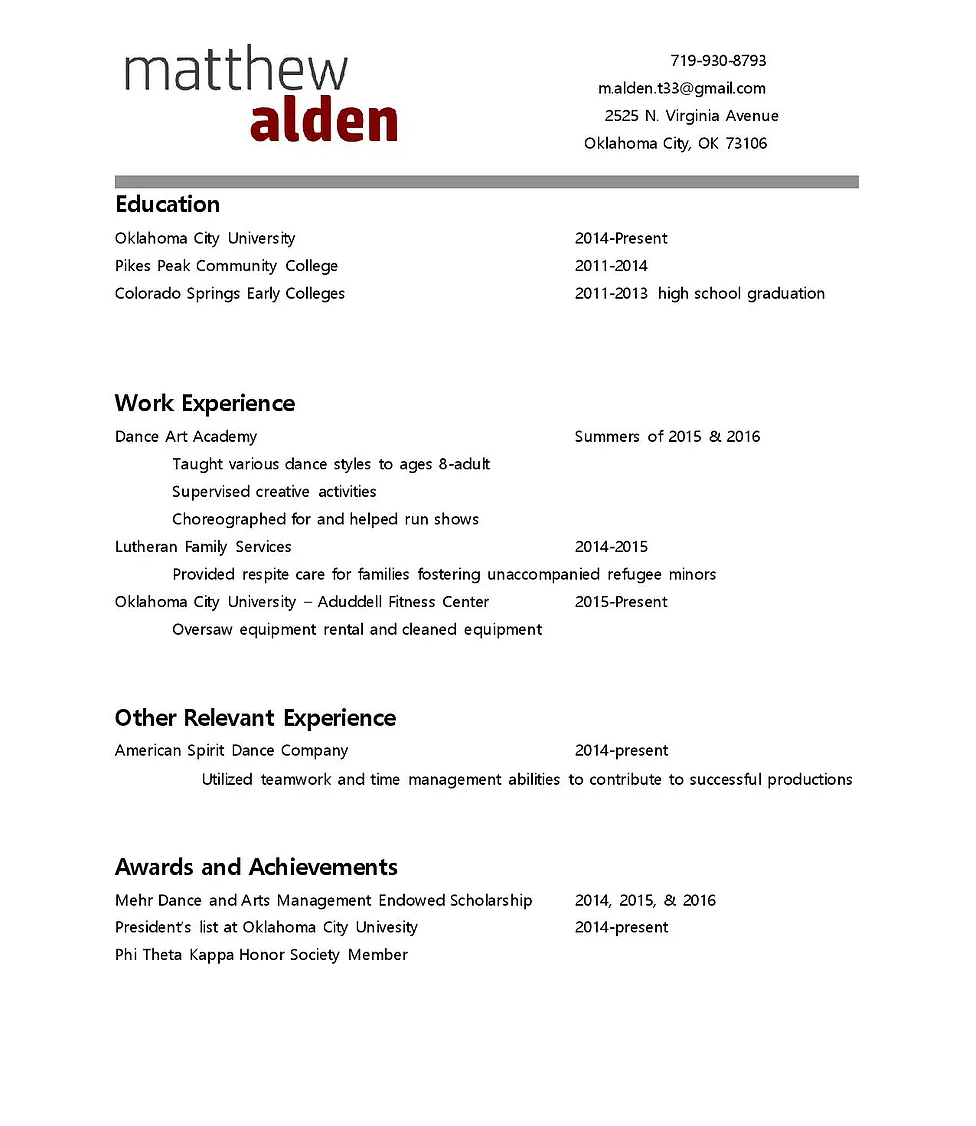 matthew
alden
719-930-8793
m.alden.t33@gmail.com
2525 N. Virginia Avenue
Oklahoma City, OK 73106
Education
Oklahoma City University 2014-Present
Pikes Peak Community College 2011-2014
Colorado Springs Early Colleges 2011-2013 high school graduation
Work Experience
Dance Art Academy Summers of 2015 & 2016
Taught various dance styles to ages 8-adult
Supervised creative activities
Choreographed for and helped run shows
Lutheran Family Services 2014-2015
Provided respite care for families fostering unaccompanied refugee minors
Oklahoma City University – Aduddell Fitness Center 2015-Present
Oversaw equipment rental and cleaned equipment
Other Relevant Experience
American Spirit Dance Company 2014-present
Utilized teamwork and time management abilities to contribute to successful productions
Awards and Achievements
Mehr Dance and Arts Management Endowed Scholarship 2014, 2015, & 2016
President's list at Oklahoma City Univesity 2014-present
Phi Theta Kappa Honor Society Member